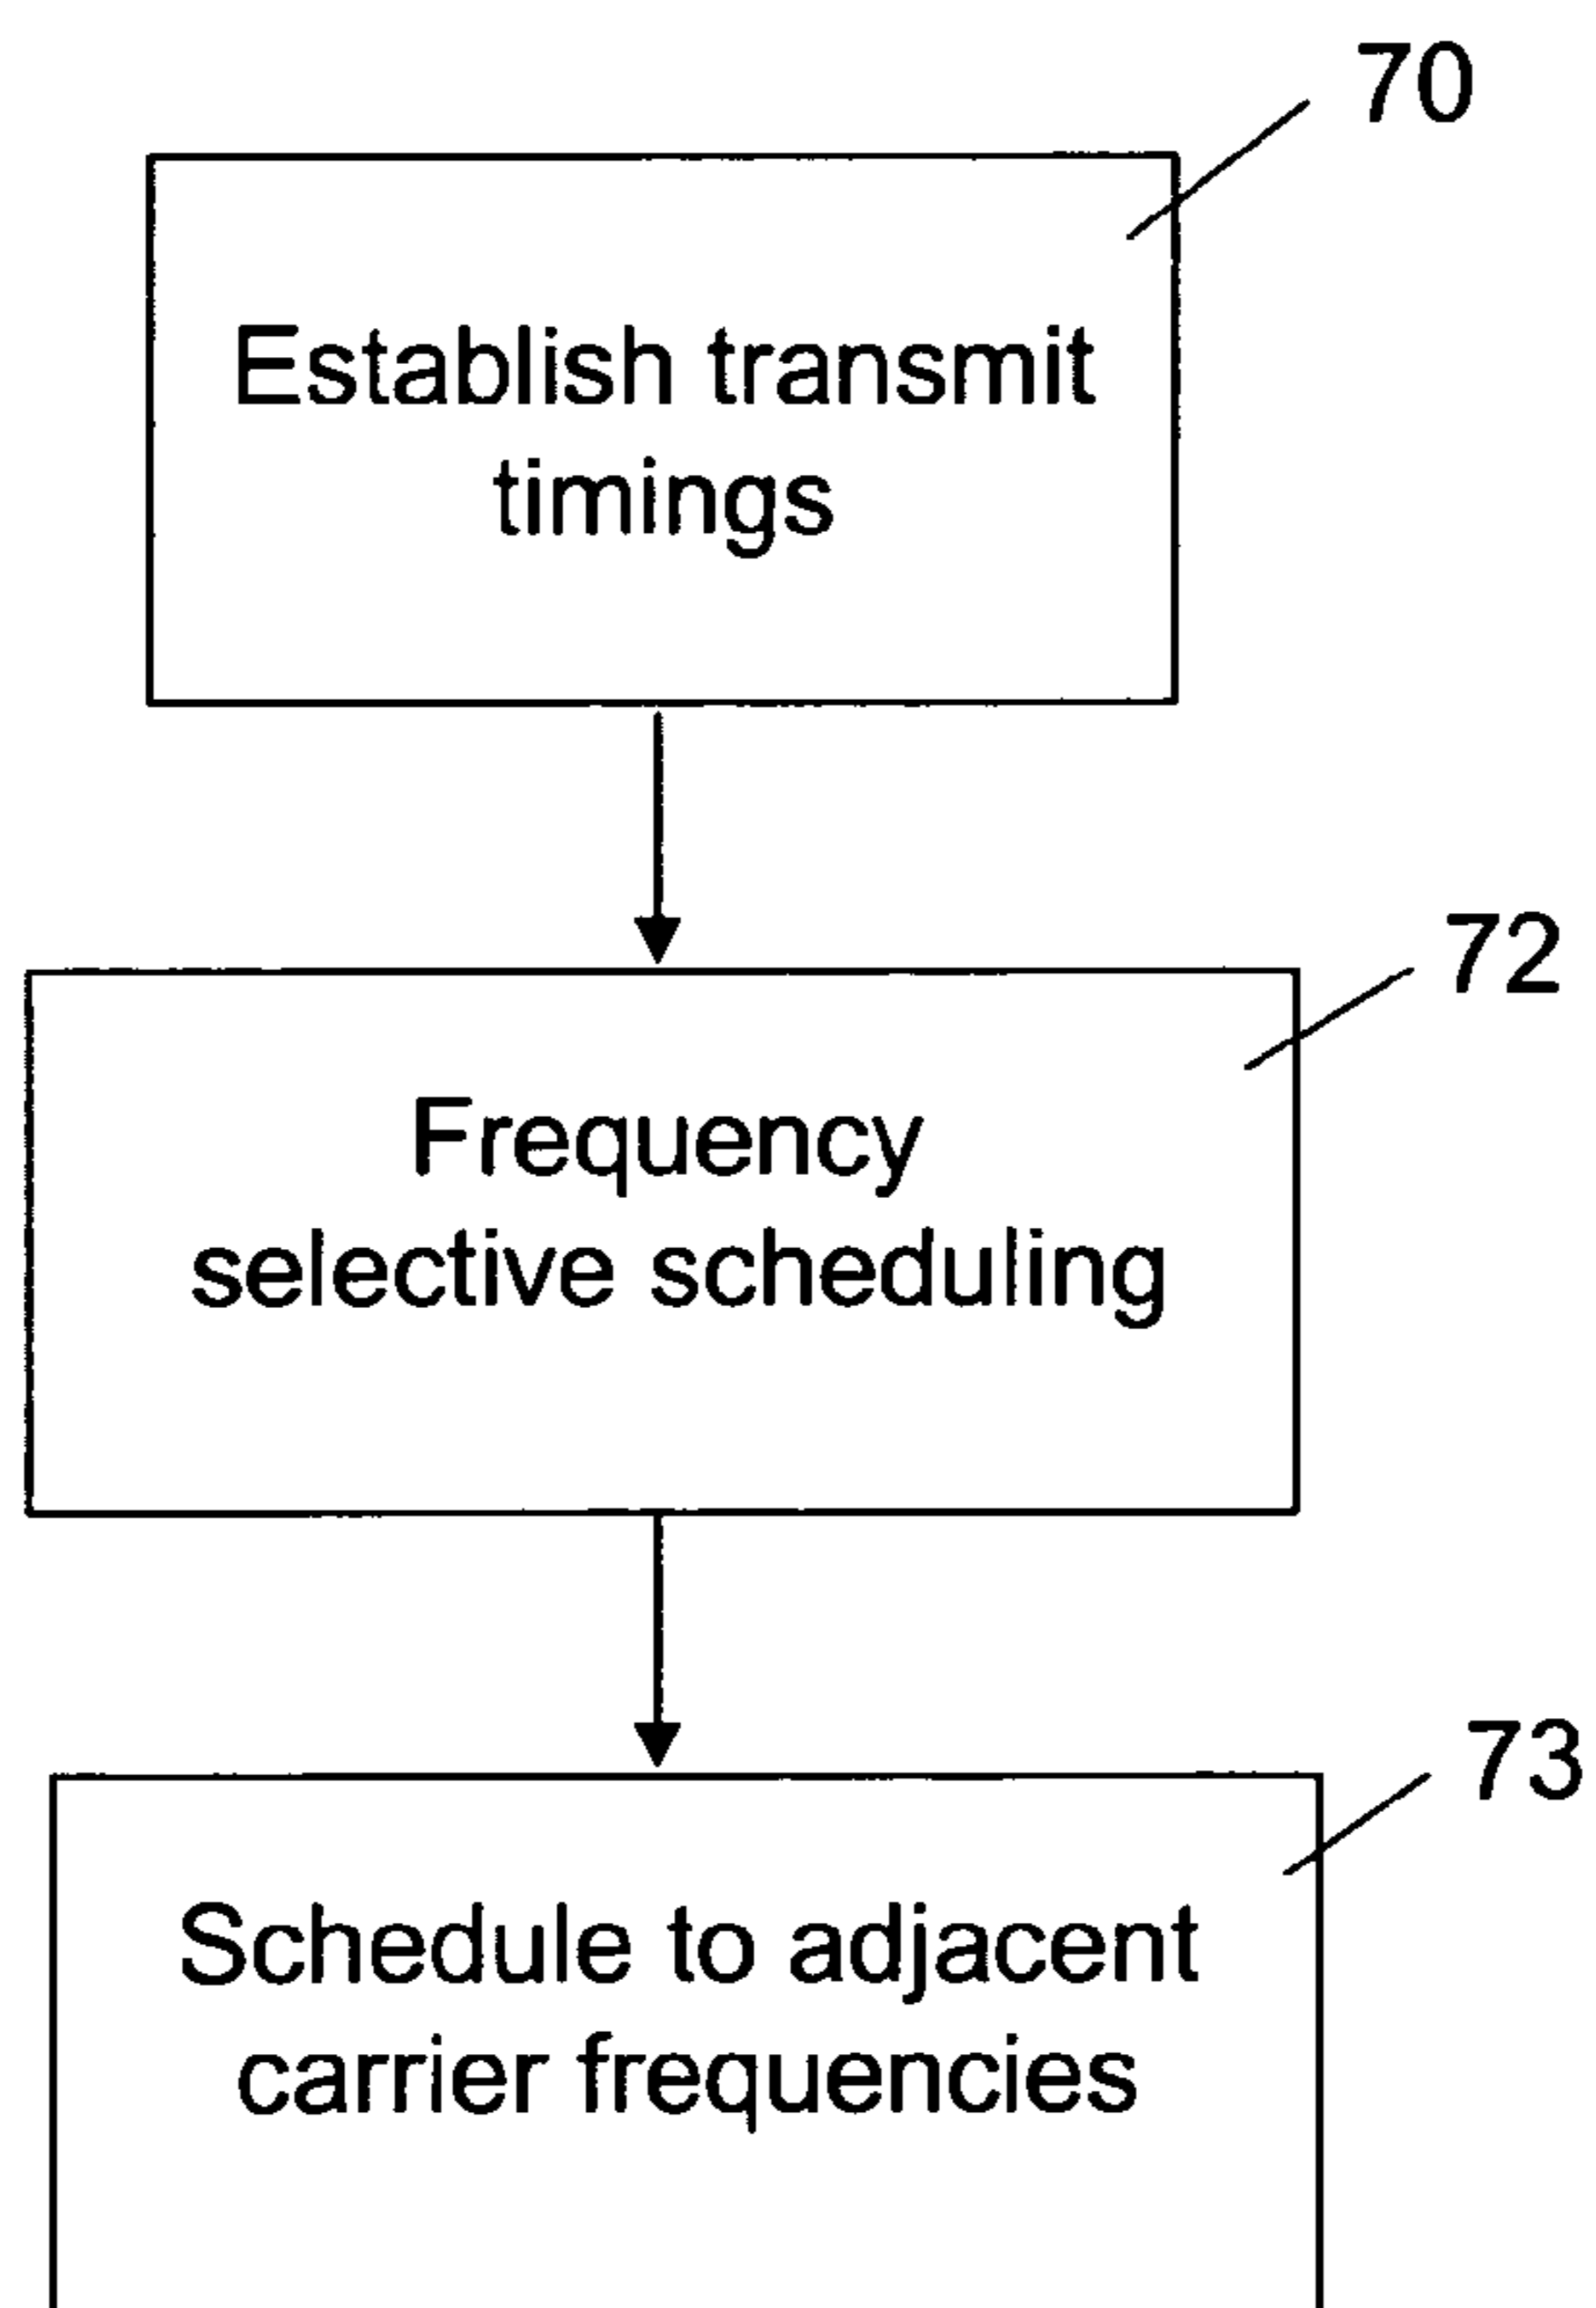 70
Establish transmit
timings
72
Frequency
selective scheduling
73
Schedule to adjacent
carrier frequencies